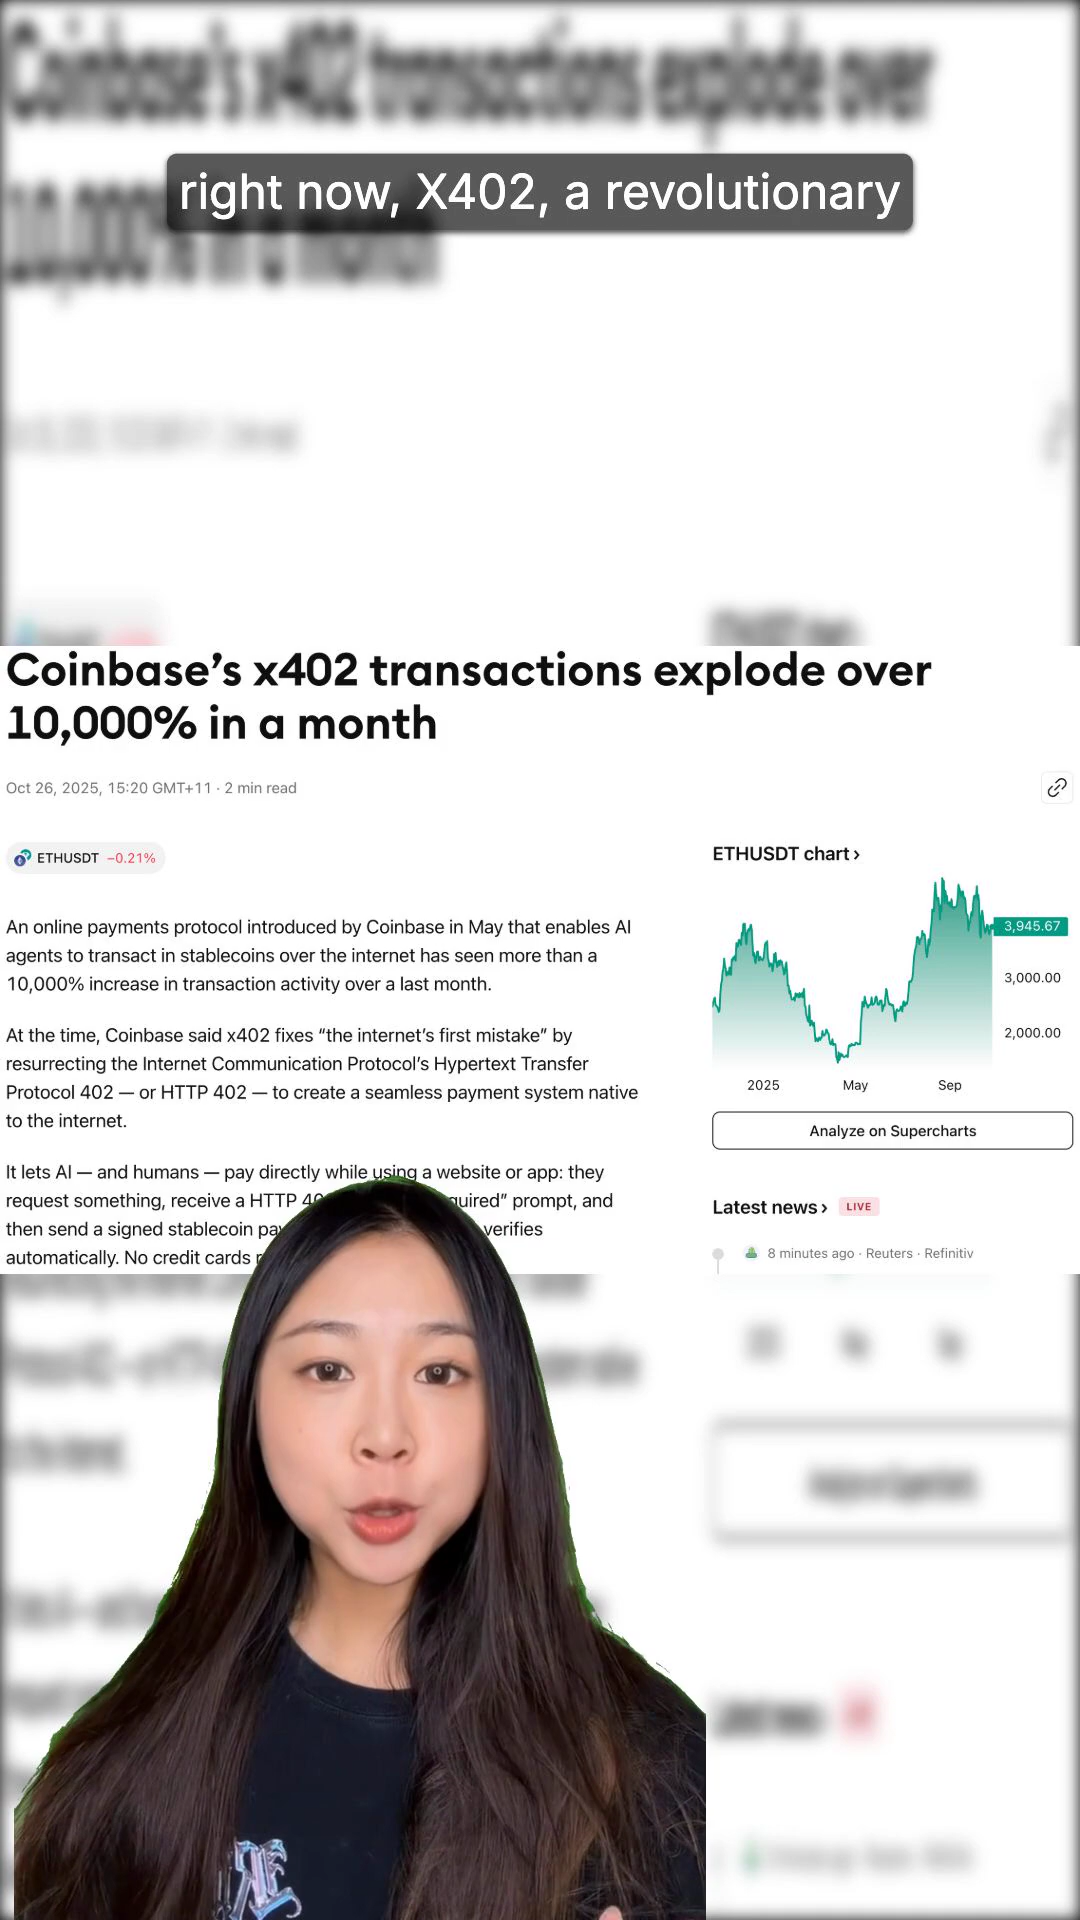 Coinbase's x402 transactions explode over
right now, X402, a revolutionary
Coinbase’s x402 transactions explode over
10,000% in a month
Oct 26, 2025, 15:20 GMT+11 · 2 min read
ETHUSDT −0.21%
An online payments protocol introduced by Coinbase in May that enables AI
agents to transact in stablecoins over the internet has seen more than a
10,000% increase in transaction activity over a last month.
At the time, Coinbase said x402 fixes “the internet’s first mistake” by
resurrecting the Internet Communication Protocol’s Hypertext Transfer
Protocol 402 — or HTTP 402 — to create a seamless payment system native
to the internet.
It lets AI — and humans — pay directly while using a website or app: they
request something, receive a HTTP prompt, and
then send a signed stablecoin verifies
automatically. No credit cards
ETHUSDT chart ›
3,945.67
3,000.00
2,000.00
2025 May Sep
Analyze on Supercharts
Latest news › LIVE
8 minutes ago · Reuters · Refinitiv